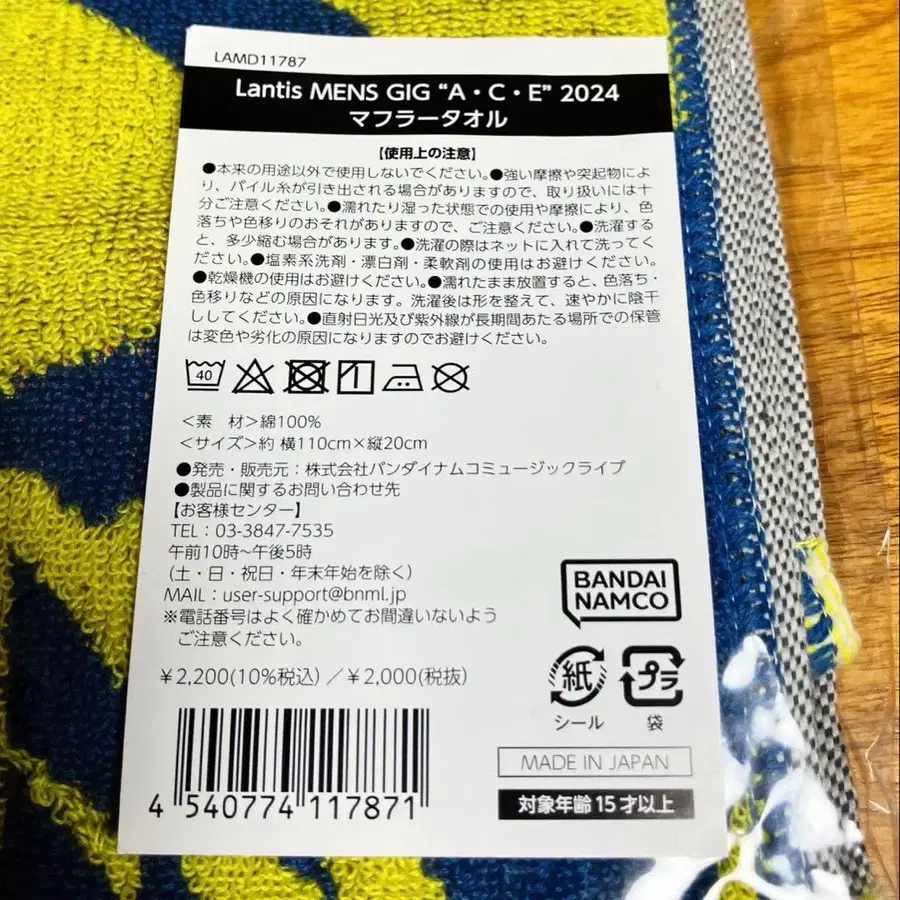 LAMD11787
Lantis MENS GIG “A・C・E” 2024
マフラータオル
【使用上の注意】
●本来の用途以外で使用しないでください。●強い摩擦や突起物によ
り、パイル糸が引き出される場合がありますので、取り扱いには十
分ご注意ください。●濡れたり湿った状態での使用や摩擦により、色
落ちや色移りのおそれがありますので、ご注意ください。●洗濯する
と、多少縮む場合があります。●洗濯の際はネットに入れて洗ってく
ださい。●塩素系洗剤・漂白剤・柔軟剤の使用はお避けください。
●乾燥機の使用はお避けください。●濡れたまま放置すると、色落ち・
色移りなどの原因になります。洗濯後は形を整えて、速やかに陰干
ししてください。●直射日光及び紫外線が長期間あたる場所での保管
は変色や劣化の原因になりますのでお避けください。
40
＜素　材＞綿100%
＜サイズ＞約 横110cm×縦20cm
●発売・販売元：株式会社バンダイナムコミュージックライブ
●製品に関するお問い合わせ先
【お客様センター】
TEL：03-3847-7535
午前10時～午後5時
（土・日・祝日・年末年始を除く）
MAIL：user-support@bnml.jp
※電話番号はよく確かめてお間違いないよう
ご注意ください。
BANDAI
NAMCO
￥2,200(10%税込)／￥2,000(税抜)
紙 プラ
シール 袋
MADE IN JAPAN
4 540774 117871
対象年齢15才以上